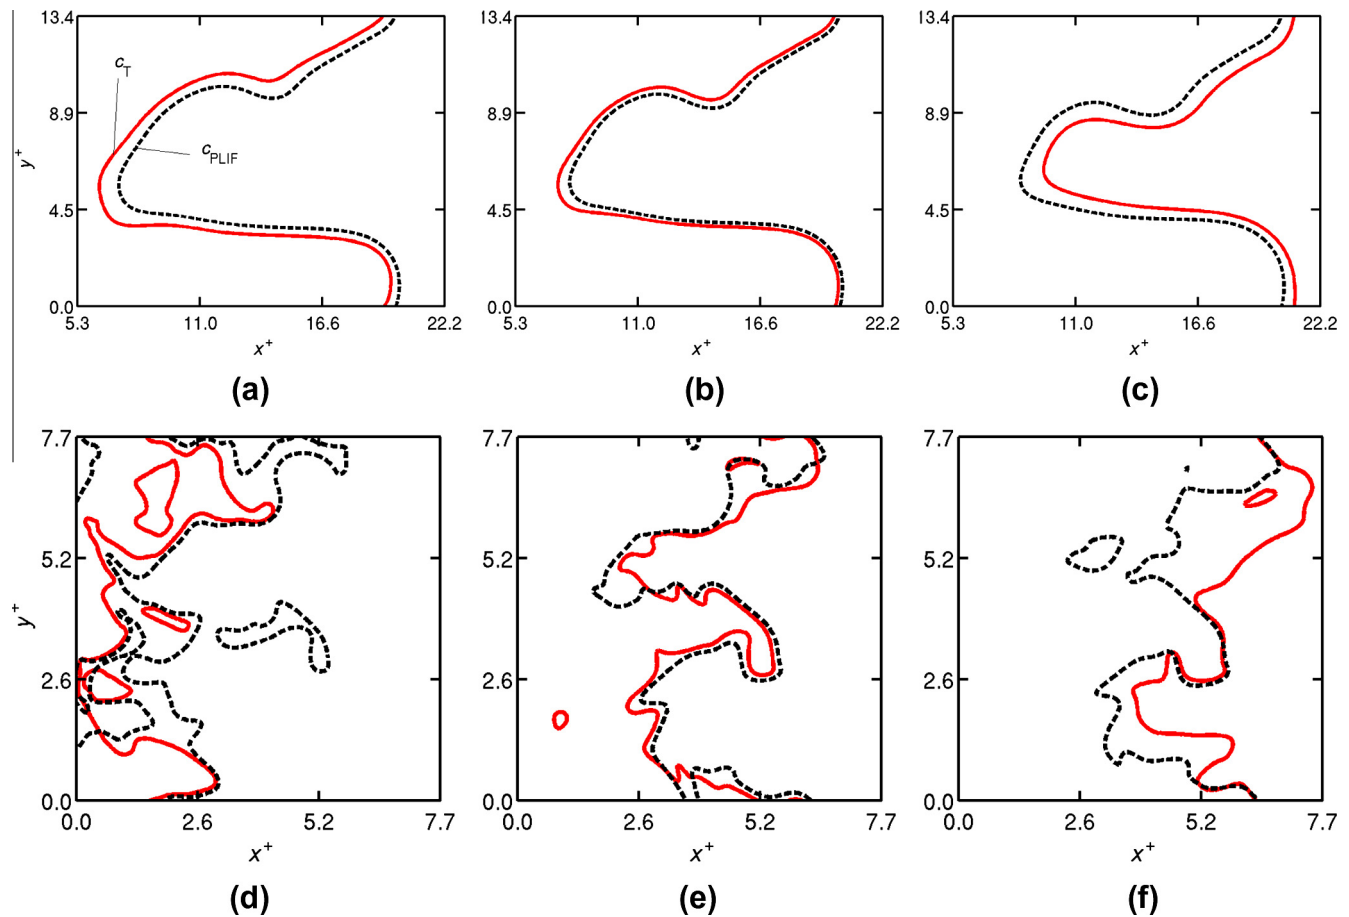 13.4 13.4 13.4
c_T
8.9 8.9 8.9
y⁺
c_PLIF
4.5 4.5 4.5
0.0 0.0 0.0
5.3 11.0 16.6 22.2 5.3 11.0 16.6 22.2 5.3 11.0 16.6 22.2
x⁺ x⁺ x⁺
(a) (b) (c)
7.7 7.7 7.7
5.2 5.2 5.2
y⁺
2.6 2.6 2.6
0.0 0.0 0.0
0.0 2.6 5.2 7.7 0.0 2.6 5.2 7.7 0.0 2.6 5.2 7.7
x⁺ x⁺ x⁺
(d) (e) (f)